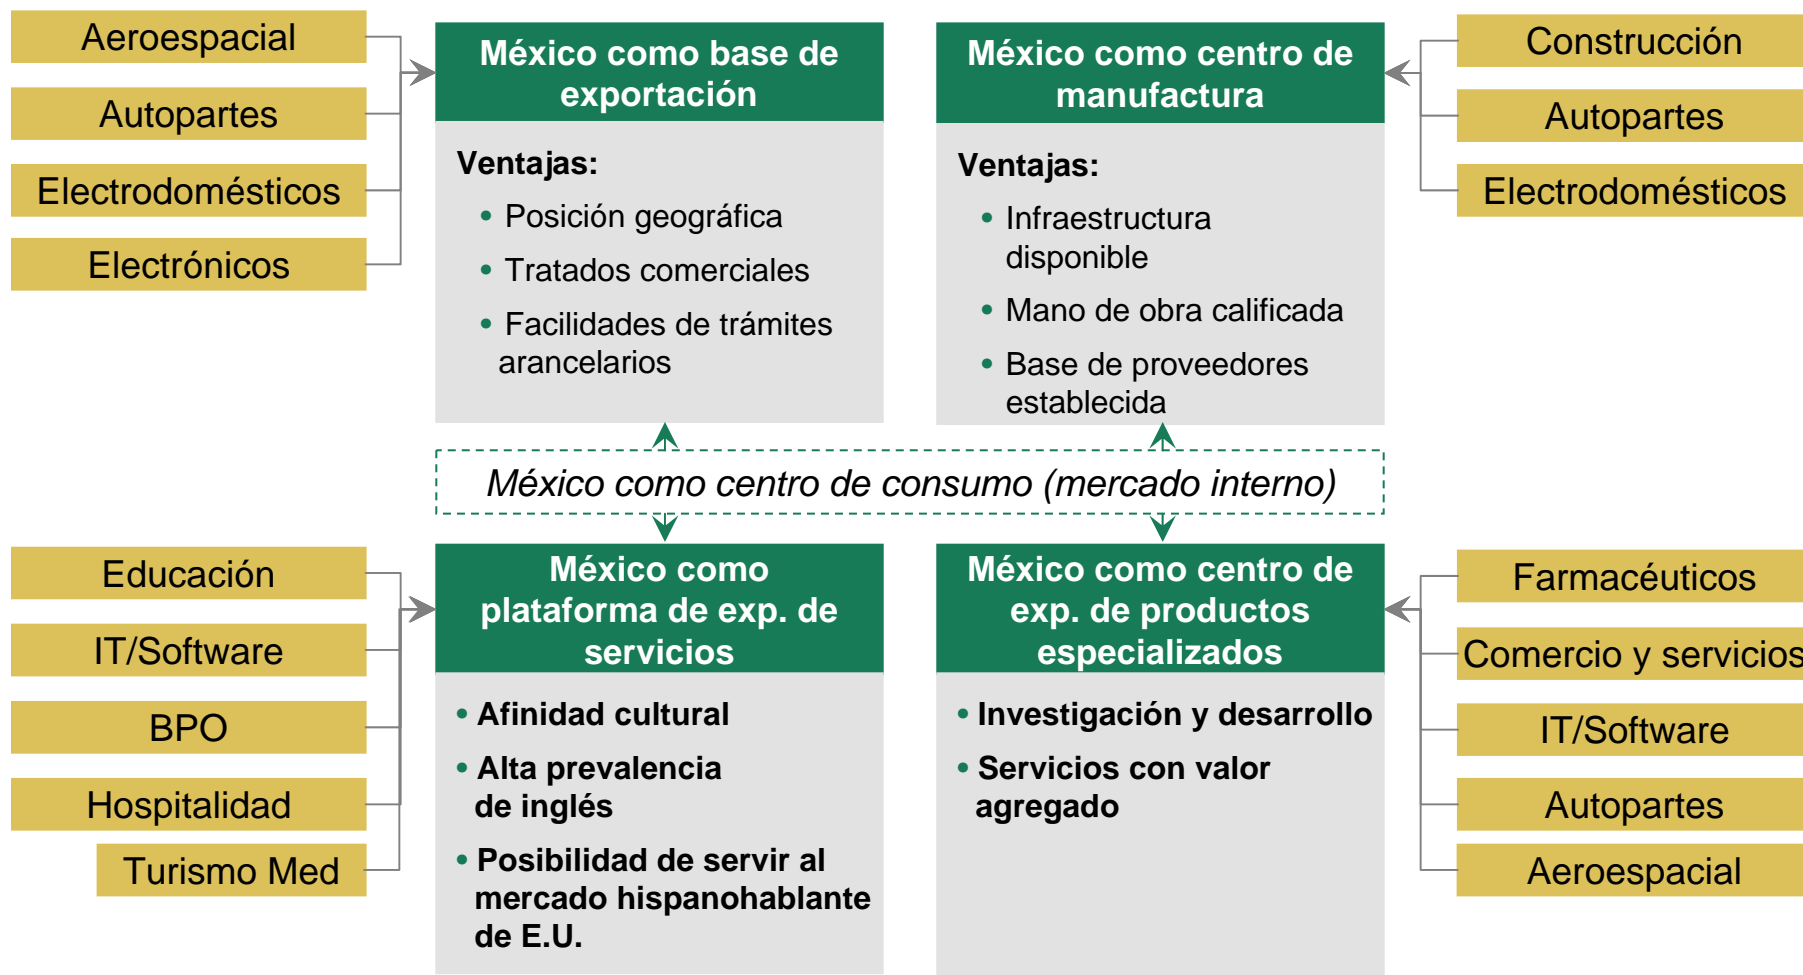 Aeroespacial
Autopartes
Electrodomésticos
Electrónicos
México como base de
exportación
Ventajas:
• Posición geográfica
• Tratados comerciales
• Facilidades de trámites
arancelarios
México como centro de
manufactura
Ventajas:
• Infraestructura
disponible
• Mano de obra calificada
• Base de proveedores
establecida
Construcción
Autopartes
Electrodomésticos
México como centro de consumo (mercado interno)
Educación
IT/Software
BPO
Hospitalidad
Turismo Med
México como
plataforma de exp. de
servicios
• Afinidad cultural
• Alta prevalencia
de inglés
• Posibilidad de servir al
mercado hispanohablante
de E.U.
México como centro de
exp. de productos
especializados
• Investigación y desarrollo
• Servicios con valor
agregado
Farmacéuticos
Comercio y servicios
IT/Software
Autopartes
Aeroespacial